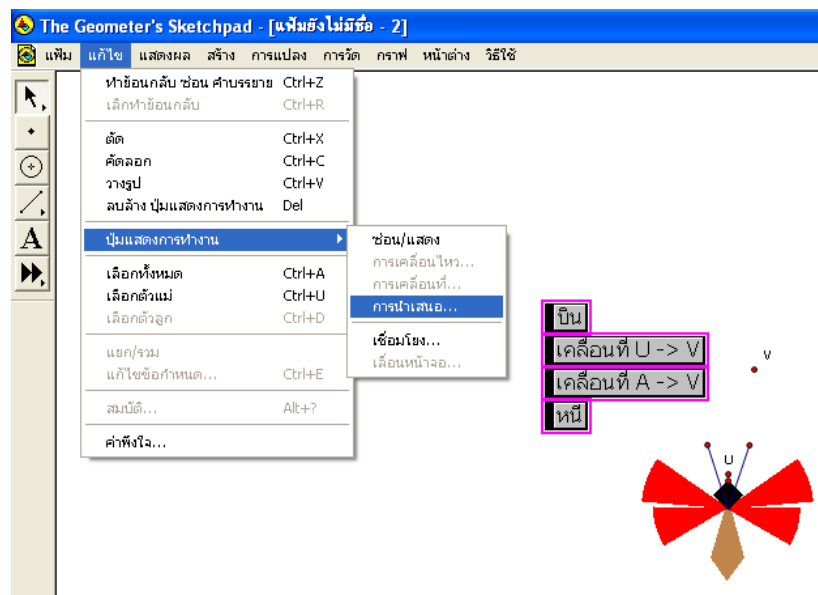 The Geometer's Sketchpad - [แฟ้มยังไม่มีชื่อ - 2]
แฟ้ม แก้ไข แสดงผล สร้าง การแปลง การวัด กราฟ หน้าต่าง วิธีใช้
ทำย้อนกลับ ซ่อน คำบรรยาย Ctrl+Z
เลิกทำย้อนกลับ Ctrl+R
ตัด Ctrl+X
คัดลอก Ctrl+C
วางรูป Ctrl+V
ลบล้าง ปุ่มแสดงการทำงาน Del
ปุ่มแสดงการทำงาน
เลือกทั้งหมด Ctrl+A
เลือกตัวแม่ Ctrl+U
เลือกตัวลูก Ctrl+D
แยก/รวม
แก้ไขข้อกำหนด... Ctrl+E
สมบัติ... Alt+?
ค่าพึงใจ...
ซ่อน/แสดง
การเคลื่อนไหว...
การเคลื่อนที่...
การนำเสนอ...
เชื่อมโยง...
เลื่อนหน้าจอ...
A
บิน
เคลื่อนที่ U -> V
เคลื่อนที่ A -> V
หนี
V
U